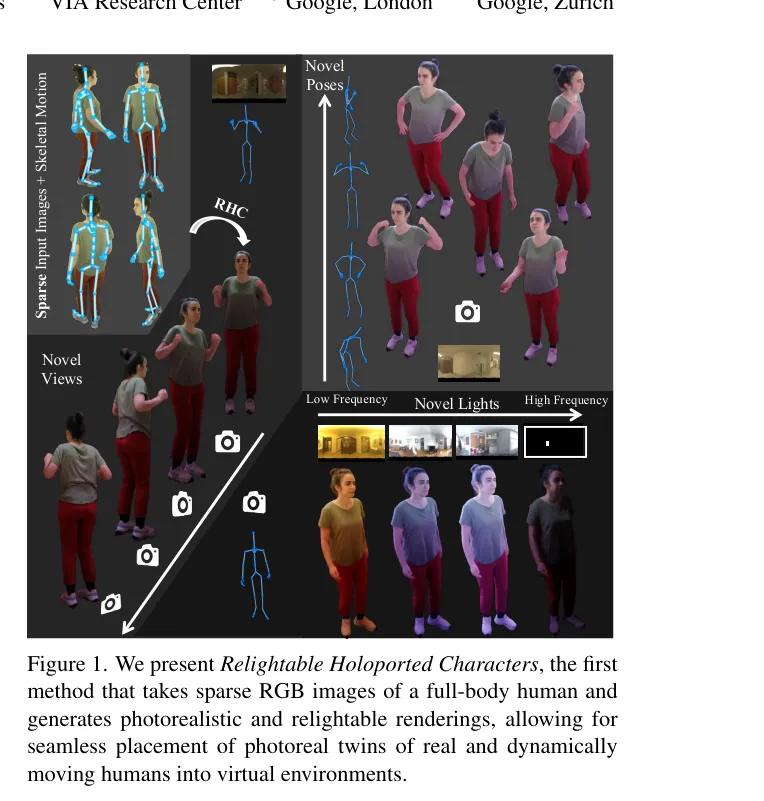 VIA Research Center
Google, London
Google, Zurich
Sparse Input Images + Skeletal Motion
RHC
Novel
Views
Novel
Poses
Low Frequency
Novel Lights
High Frequency
Figure 1. We present Relightable Holoported Characters, the first
method that takes sparse RGB images of a full-body human and
generates photorealistic and relightable renderings, allowing for
seamless placement of photoreal twins of real and dynamically
moving humans into virtual environments.